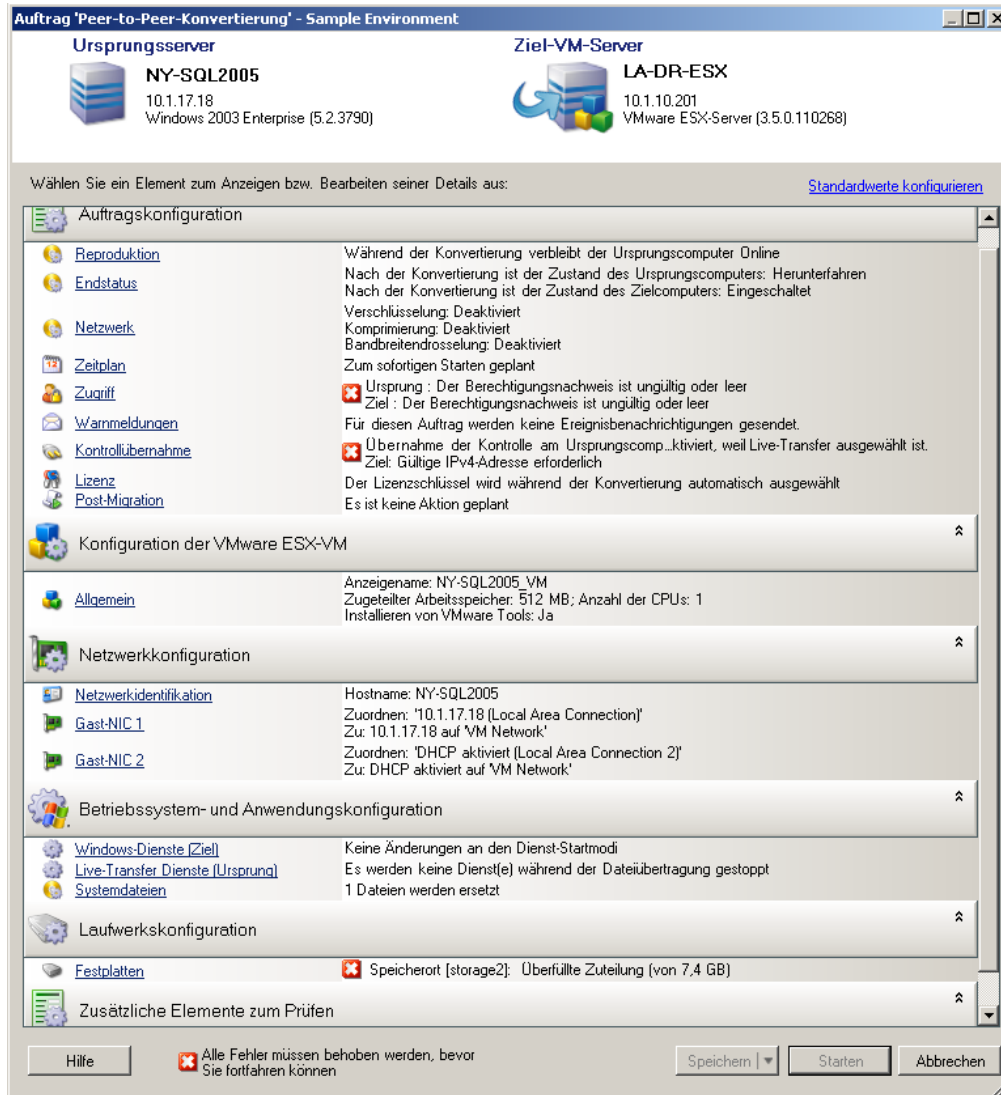 Auftrag 'Peer-to-Peer-Konvertierung' - Sample Environment
Ursprungsserver
NY-SQL2005
10.1.17.18
Windows 2003 Enterprise (5.2.3790)
Ziel-VM-Server
LA-DR-ESX
10.1.10.201
VMware ESX-Server (3.5.0.110268)
Wählen Sie ein Element zum Anzeigen bzw. Bearbeiten seiner Details aus:
Standardwerte konfigurieren
Auftragskonfiguration
Reproduktion
Während der Konvertierung verbleibt der Ursprungscomputer Online
Endstatus
Nach der Konvertierung ist der Zustand des Ursprungscomputers: Herunterfahren
Nach der Konvertierung ist der Zustand des Zielcomputers: Eingeschaltet
Netzwerk
Verschlüsselung: Deaktiviert
Komprimierung: Deaktiviert
Bandbreitendrosselung: Deaktiviert
12
Zeitplan
Zum sofortigen Starten geplant
Zugriff
Ursprung : Der Berechtigungsnachweis ist ungültig oder leer
Ziel : Der Berechtigungsnachweis ist ungültig oder leer
Warnmeldungen
Für diesen Auftrag werden keine Ereignisbenachrichtigungen gesendet.
Kontrollübernahme
Übernahme der Kontrolle am Ursprungscomp...ktiviert, weil Live-Transfer ausgewählt ist.
Ziel: Gültige IPv4-Adresse erforderlich
Lizenz
Der Lizenzschlüssel wird während der Konvertierung automatisch ausgewählt
Post-Migration
Es ist keine Aktion geplant
Konfiguration der VMware ESX-VM
Allgemein
Anzeigename: NY-SQL2005_VM
Zugeteilter Arbeitsspeicher: 512 MB; Anzahl der CPUs: 1
Installieren von VMware Tools: Ja
Netzwerkkonfiguration
Netzwerkidentifikation
Hostname: NY-SQL2005
Gast-NIC 1
Zuordnen: '10.1.17.18 (Local Area Connection)'
Zu: 10.1.17.18 auf 'VM Network'
Gast-NIC 2
Zuordnen: 'DHCP aktiviert (Local Area Connection 2)'
Zu: DHCP aktiviert auf 'VM Network'
Betriebssystem- und Anwendungskonfiguration
Windows-Dienste (Ziel)
Keine Änderungen an den Dienst-Startmodi
Live-Transfer Dienste (Ursprung)
Es werden keine Dienst(e) während der Dateiübertragung gestoppt
Systemdateien
1 Dateien werden ersetzt
Laufwerkskonfiguration
Festplatten
Speicherort [storage2]: Überfüllte Zuteilung (von 7,4 GB)
Zusätzliche Elemente zum Prüfen
Hilfe
Alle Fehler müssen behoben werden, bevor
Sie fortfahren können
Speichern
Starten
Abbrechen